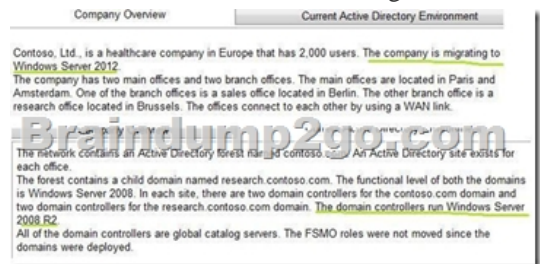 Company Overview
Current Active Directory Environment
Contoso, Ltd., is a healthcare company in Europe that has 2,000 users. The company is migrating to
Windows Server 2012.
The company has two main offices and two branch offices. The main offices are located in Paris and
Amsterdam. One of the branch offices is a sales office located in Berlin. The other branch office is a
research office located in Brussels. The offices connect to each other by using a WAN link.
Braindump2go.com
The network contains an Active Directory forest named contoso.com. An Active Directory site exists for
each office.
The forest contains a child domain named research.contoso.com. The functional level of both the domains
is Windows Server 2008. In each site, there are two domain controllers for the contoso.com domain and
two domain controllers for the research.contoso.com domain. The domain controllers run Windows Server
2008 R2.
All of the domain controllers are global catalog servers. The FSMO roles were not moved since the
domains were deployed.